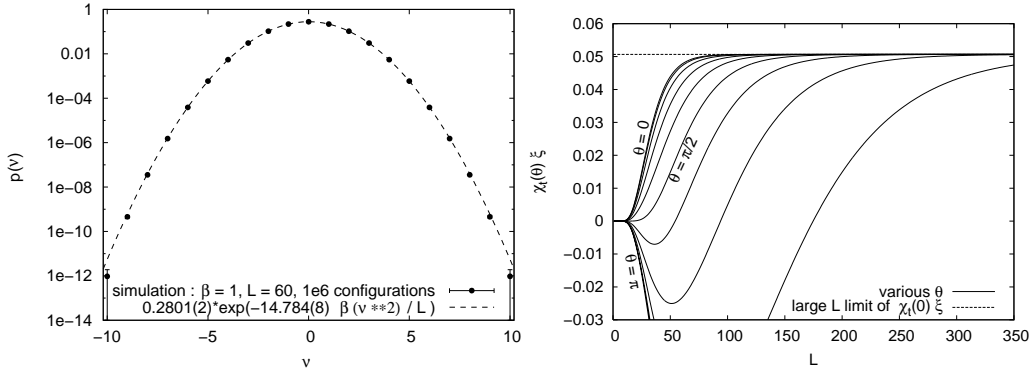 1
0.01
1e−04
1e−06
1e−08
1e−10
1e−12
1e−14
−10
−5
0
5
10
p(ν)
ν
simulation : β = 1, L = 60, 1e6 configurations
0.2801(2)*exp(−14.784(8) β (ν **2) / L )
0.06
0.05
0.04
0.03
0.02
0.01
0
−0.01
−0.02
−0.03
0
50
100
150
200
250
300
350
χt(θ) ξ
L
θ = 0
θ = π/2
π = θ
various θ
large L limit of χt(0) ξ